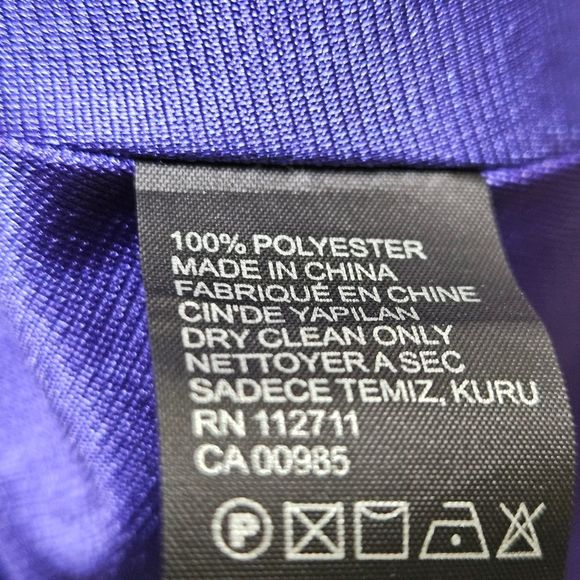 100% POLYESTER
MADE IN CHINA
FABRIQUÉ EN CHINE
CIN'DE YAPILAN
DRY CLEAN ONLY
NETTOYER A SEC
SADECE TEMIZ, KURU
RN 112711
CA 00985
P